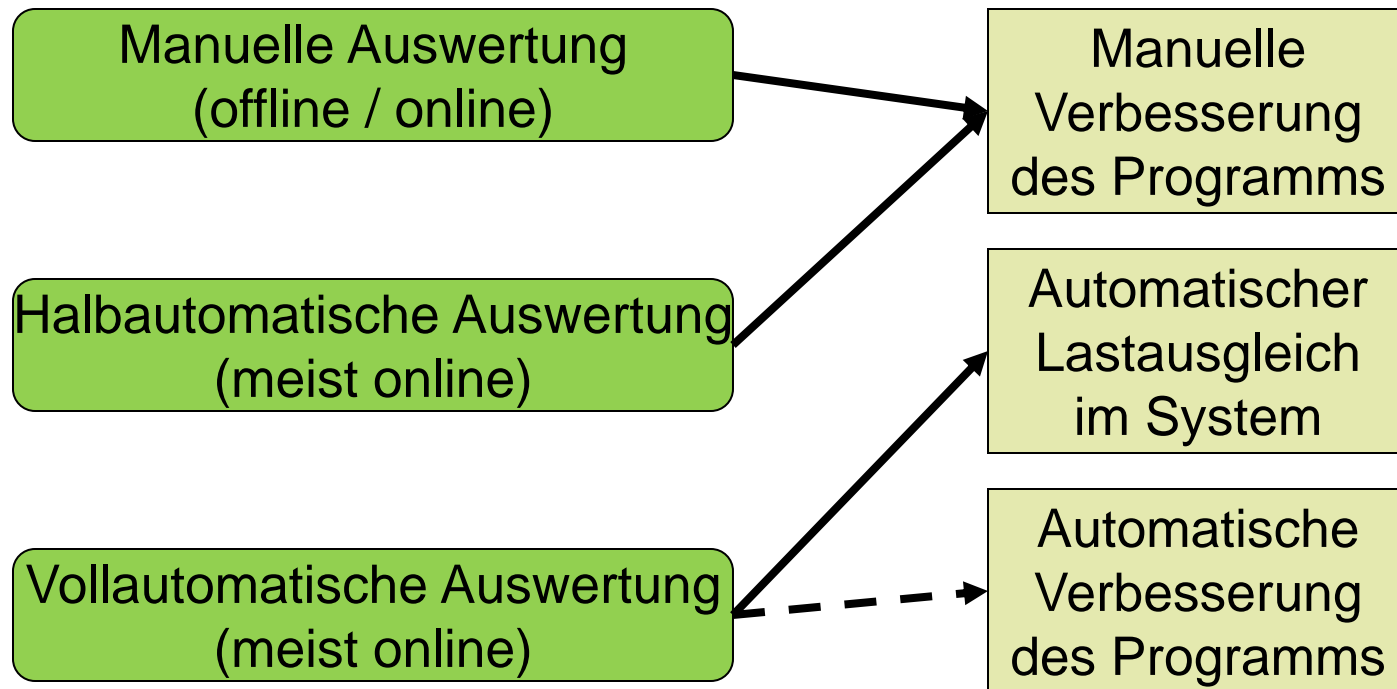 Manuelle Auswertung
(offline / online)
Manuelle
Verbesserung
des Programms
Halbautomatische Auswertung
(meist online)
Automatischer
Lastausgleich
im System
Vollautomatische Auswertung
(meist online)
Automatische
Verbesserung
des Programms